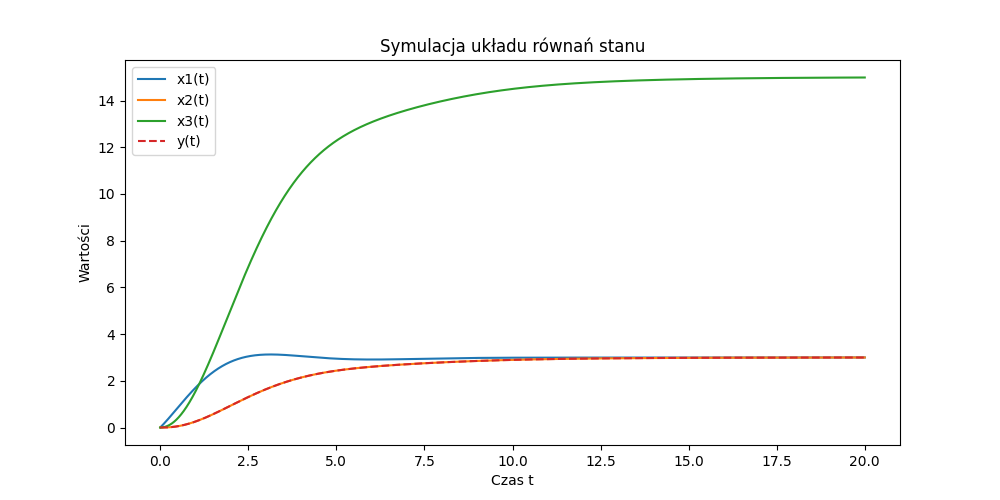 Symulacja układu równań stanu
x1(t)
x2(t)
x3(t)
y(t)
Wartości
14
12
10
8
6
4
2
0
0.0 2.5 5.0 7.5 10.0 12.5 15.0 17.5 20.0
Czas t